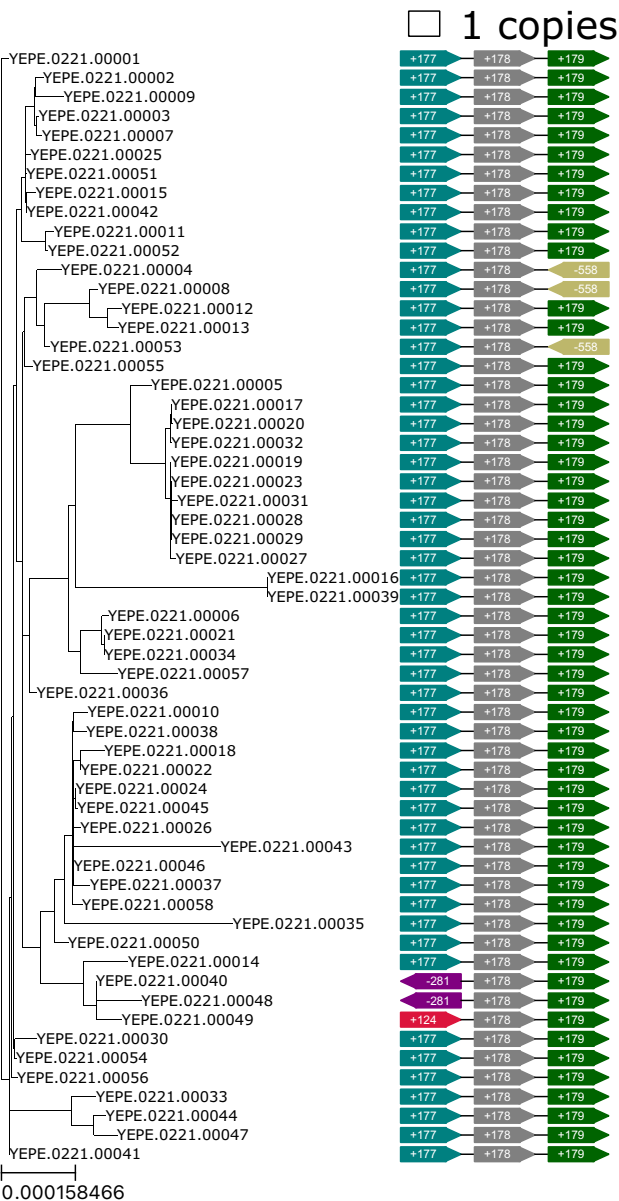 1 copies
YEPE.0221.00001 +177 +178 +179
YEPE.0221.00002 +177 +178 +179
YEPE.0221.00009 +177 +178 +179
YEPE.0221.00003 +177 +178 +179
YEPE.0221.00007 +177 +178 +179
YEPE.0221.00025 +177 +178 +179
YEPE.0221.00051 +177 +178 +179
YEPE.0221.00015 +177 +178 +179
YEPE.0221.00042 +177 +178 +179
YEPE.0221.00011 +177 +178 +179
YEPE.0221.00052 +177 +178 +179
YEPE.0221.00004 +177 +178 -558
YEPE.0221.00008 +177 +178 -558
YEPE.0221.00012 +177 +178 +179
YEPE.0221.00013 +177 +178 +179
YEPE.0221.00053 +177 +178 -558
YEPE.0221.00055 +177 +178 +179
YEPE.0221.00005 +177 +178 +179
YEPE.0221.00017 +177 +178 +179
YEPE.0221.00020 +177 +178 +179
YEPE.0221.00032 +177 +178 +179
YEPE.0221.00019 +177 +178 +179
YEPE.0221.00023 +177 +178 +179
YEPE.0221.00031 +177 +178 +179
YEPE.0221.00028 +177 +178 +179
YEPE.0221.00029 +177 +178 +179
YEPE.0221.00027 +177 +178 +179
YEPE.0221.00016 +177 +178 +179
YEPE.0221.00039 +177 +178 +179
YEPE.0221.00006 +177 +178 +179
YEPE.0221.00021 +177 +178 +179
YEPE.0221.00034 +177 +178 +179
YEPE.0221.00057 +177 +178 +179
YEPE.0221.00036 +177 +178 +179
YEPE.0221.00010 +177 +178 +179
YEPE.0221.00038 +177 +178 +179
YEPE.0221.00018 +177 +178 +179
YEPE.0221.00022 +177 +178 +179
YEPE.0221.00024 +177 +178 +179
YEPE.0221.00045 +177 +178 +179
YEPE.0221.00026 +177 +178 +179
YEPE.0221.00043 +177 +178 +179
YEPE.0221.00046 +177 +178 +179
YEPE.0221.00037 +177 +178 +179
YEPE.0221.00058 +177 +178 +179
YEPE.0221.00035 +177 +178 +179
YEPE.0221.00050 +177 +178 +179
YEPE.0221.00014 +177 +178 +179
YEPE.0221.00040 -281 +178 +179
YEPE.0221.00048 -281 +178 +179
YEPE.0221.00049 +124 +178 +179
YEPE.0221.00030 +177 +178 +179
YEPE.0221.00054 +177 +178 +179
YEPE.0221.00056 +177 +178 +179
YEPE.0221.00033 +177 +178 +179
YEPE.0221.00044 +177 +178 +179
YEPE.0221.00047 +177 +178 +179
YEPE.0221.00041 +177 +178 +179
0.000158466